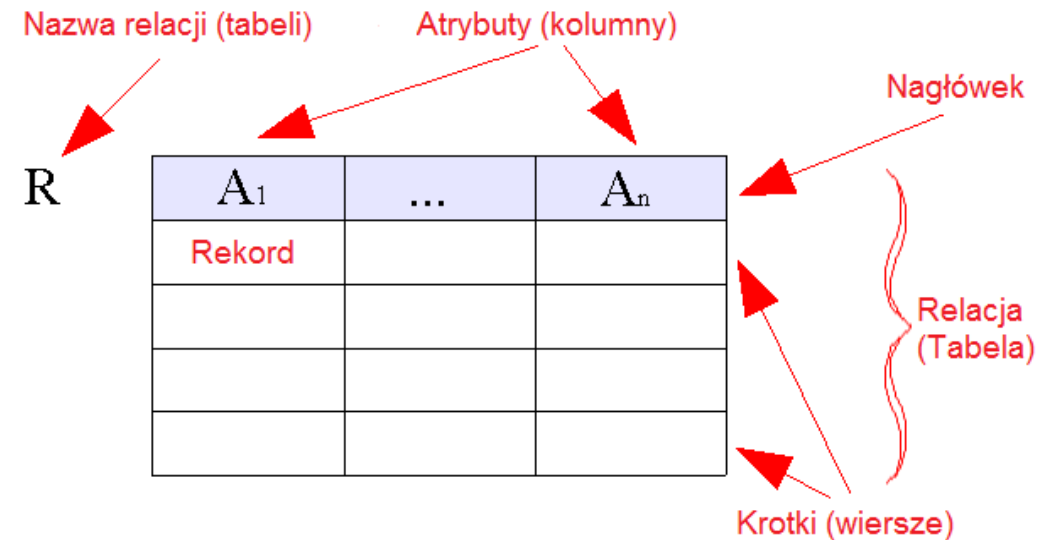 Nazwa relacji (tabeli)
Atrybuty (kolumny)
Nagłówek
R
A1
...
An
Rekord
Relacja
(Tabela)
Krotki (wiersze)